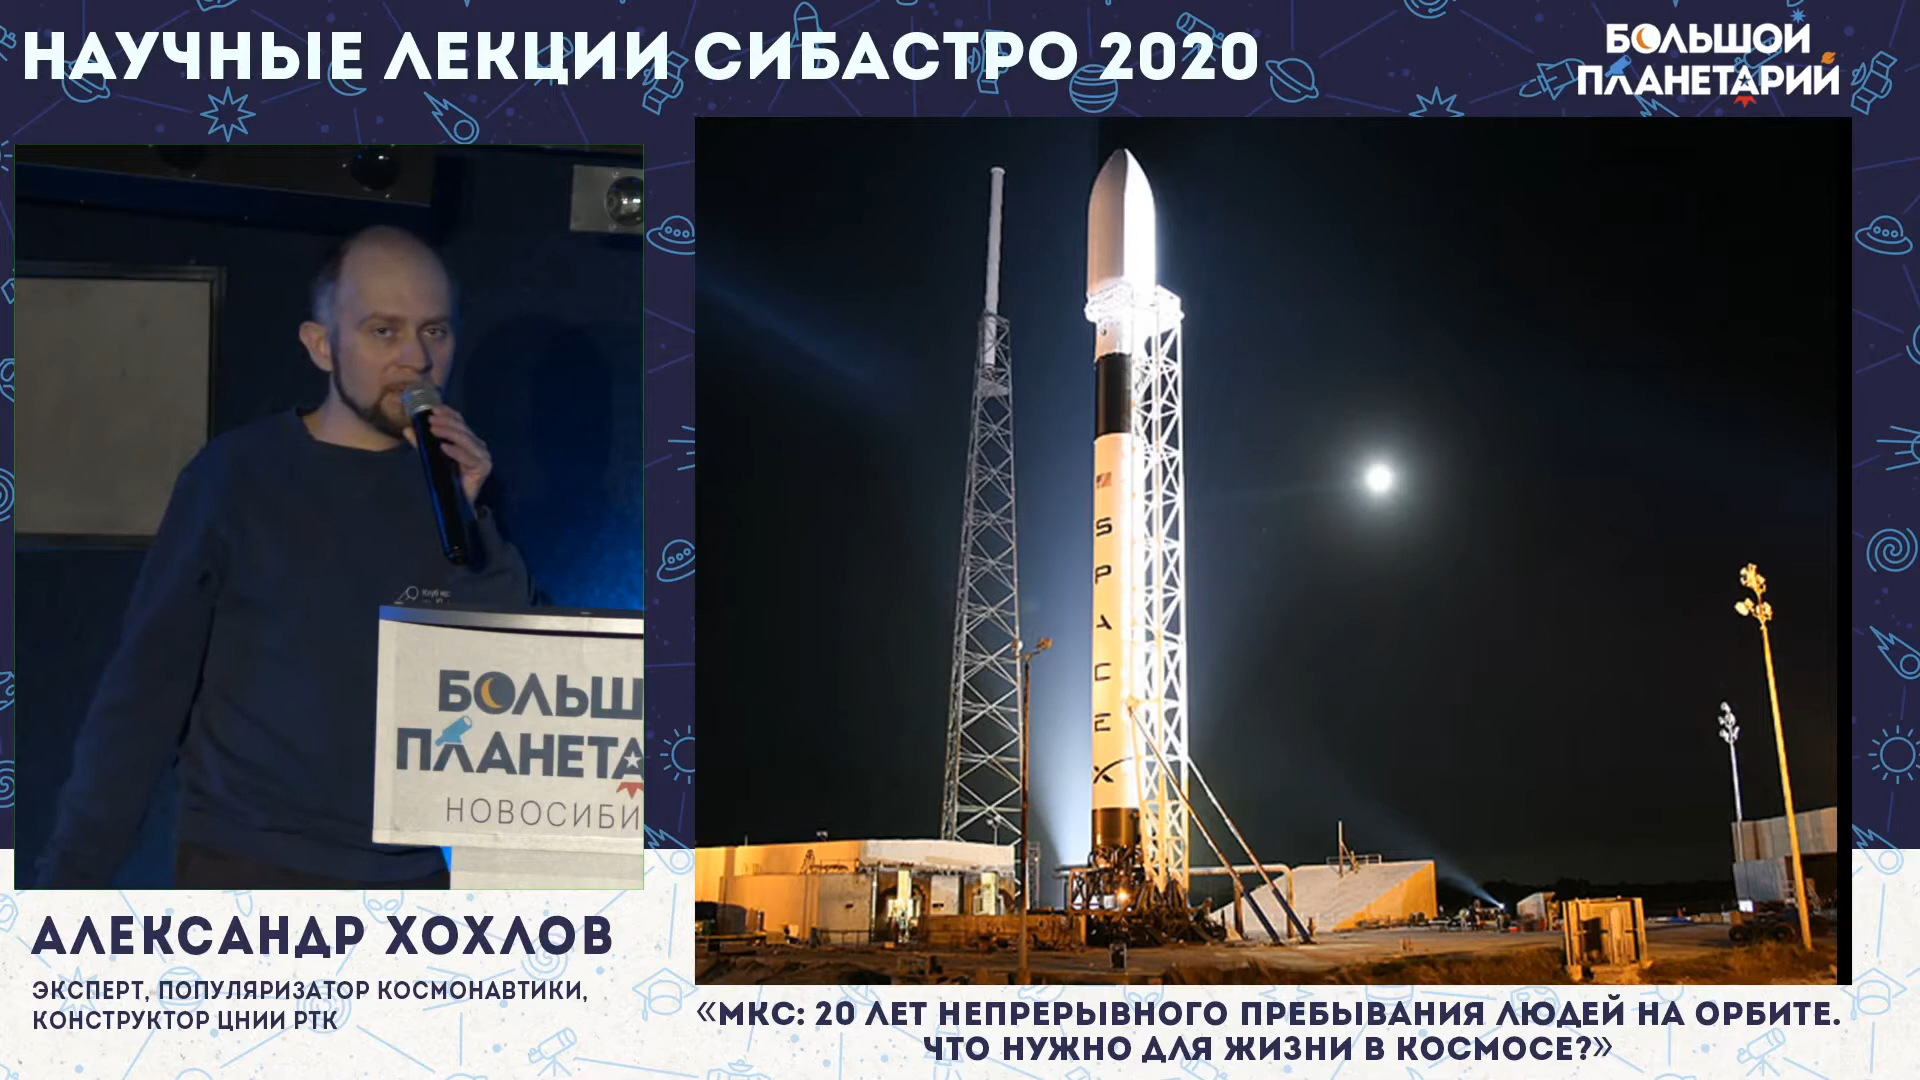 НАУЧНЫЕ ЛЕКЦИИ СИБАСТРО 2020
БОЛЬШОЙ
ПЛАНЕТАРИЙ
SPACEX
Клуб
БОЛЬШ
ПЛАНЕТА
НОВОСИБИ
АЛЕКСАНДР ХОХЛОВ
ЭКСПЕРТ, ПОПУЛЯРИЗАТОР КОСМОНАВТИКИ,
КОНСТРУКТОР ЦНИИ РТК
«МКС: 20 ЛЕТ НЕПРЕРЫВНОГО ПРЕБЫВАНИЯ ЛЮДЕЙ НА ОРБИТЕ.
ЧТО НУЖНО ДЛЯ ЖИЗНИ В КОСМОСЕ?»